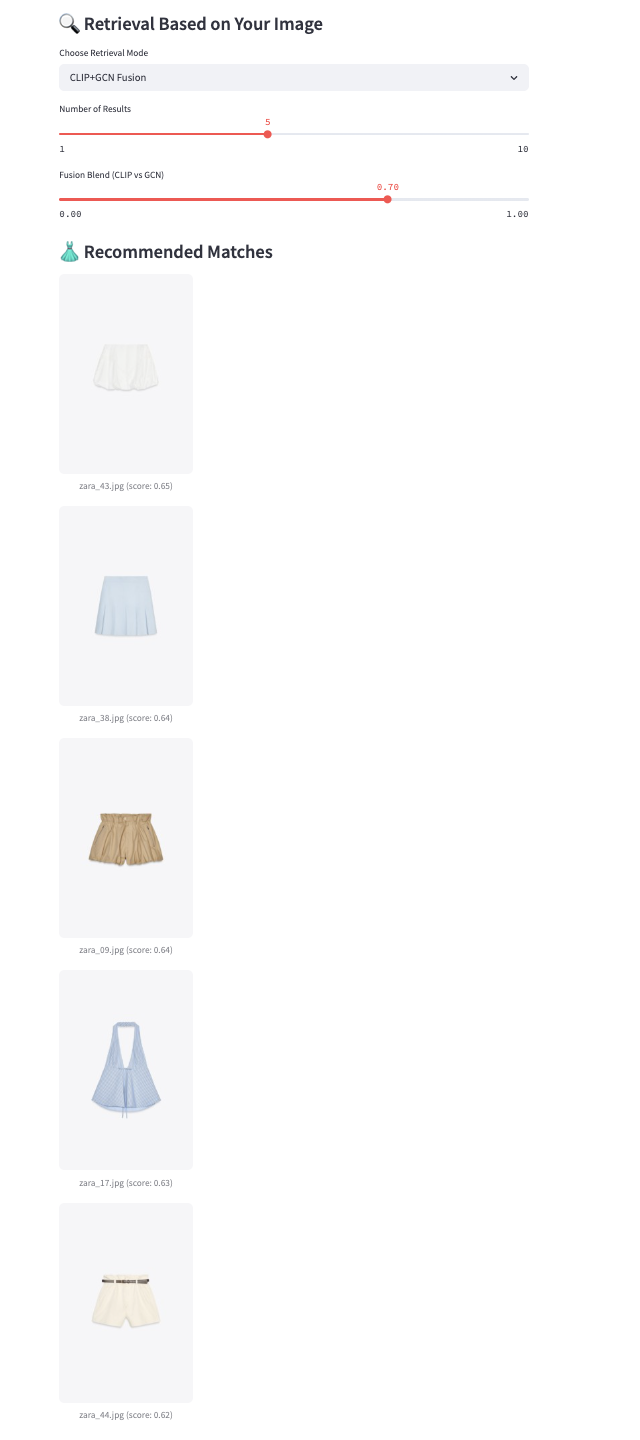 🔍 Retrieval Based on Your Image
Choose Retrieval Mode
CLIP+GCN Fusion
Number of Results
5
1 10
Fusion Blend (CLIP vs GCN)
0.70
0.00 1.00
👗 Recommended Matches
zara_43.jpg (score: 0.65)
zara_38.jpg (score: 0.64)
zara_09.jpg (score: 0.64)
zara_17.jpg (score: 0.63)
zara_44.jpg (score: 0.62)